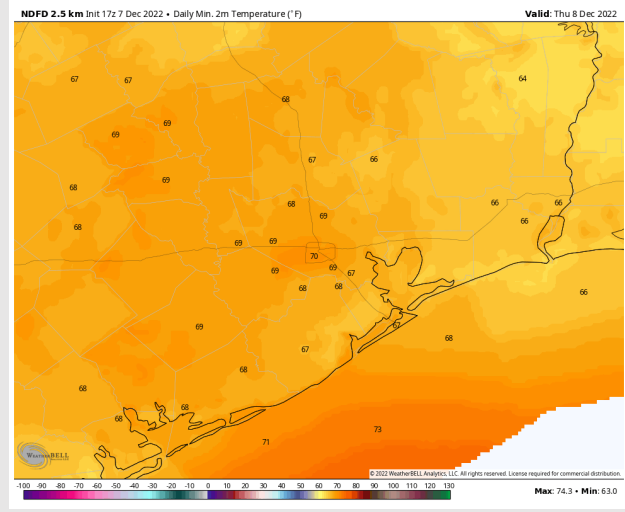 NDFD 2.5 km Init 17z 7 Dec 2022 • Daily Min. 2m Temperature (°F) Valid: Thu 8 Dec 2022
67 67 64
68
69 69
67 66
69
68
68 66 66
69 66
68
69 69
70
69 69 67
68 68 66
69 67
68
67
68
68
68
68
73
71
WeatherBELL
© 2022 WeatherBELL Analytics, LLC. All rights reserved. License required for commercial distribution.
-100 -90 -80 -70 -60 -50 -40 -30 -20 -10 0 10 20 30 40 50 60 70 80 90 100 110 120 130
Max: 74.3 • Min: 63.0